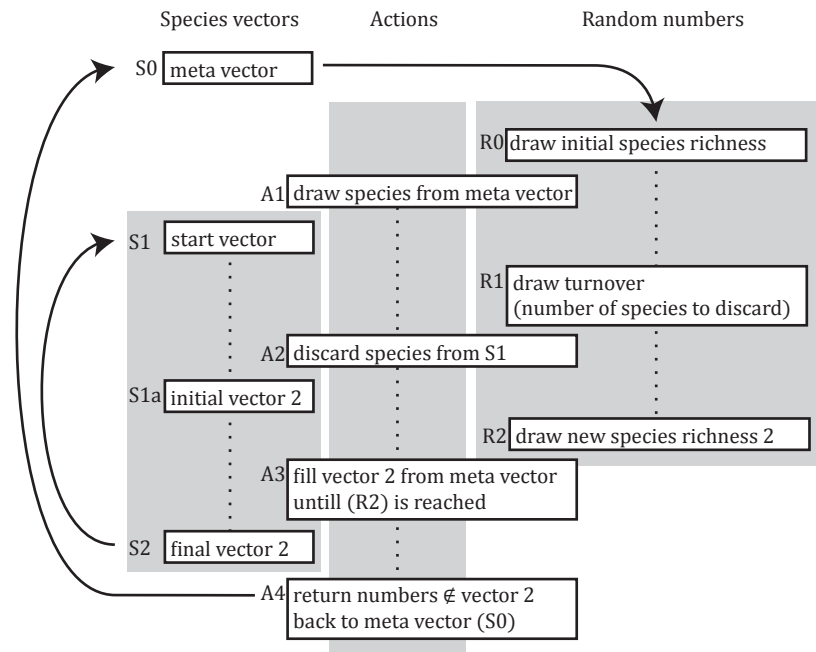 Species vectors
Actions
Random numbers
S0 meta vector
R0 draw initial species richness
A1 draw species from meta vector
S1 start vector
R1 draw turnover
(number of species to discard)
A2 discard species from S1
S1a initial vector 2
R2 draw new species richness 2
A3 fill vector 2 from meta vector
untill (R2) is reached
S2 final vector 2
A4 return numbers ∉ vector 2
back to meta vector (S0)